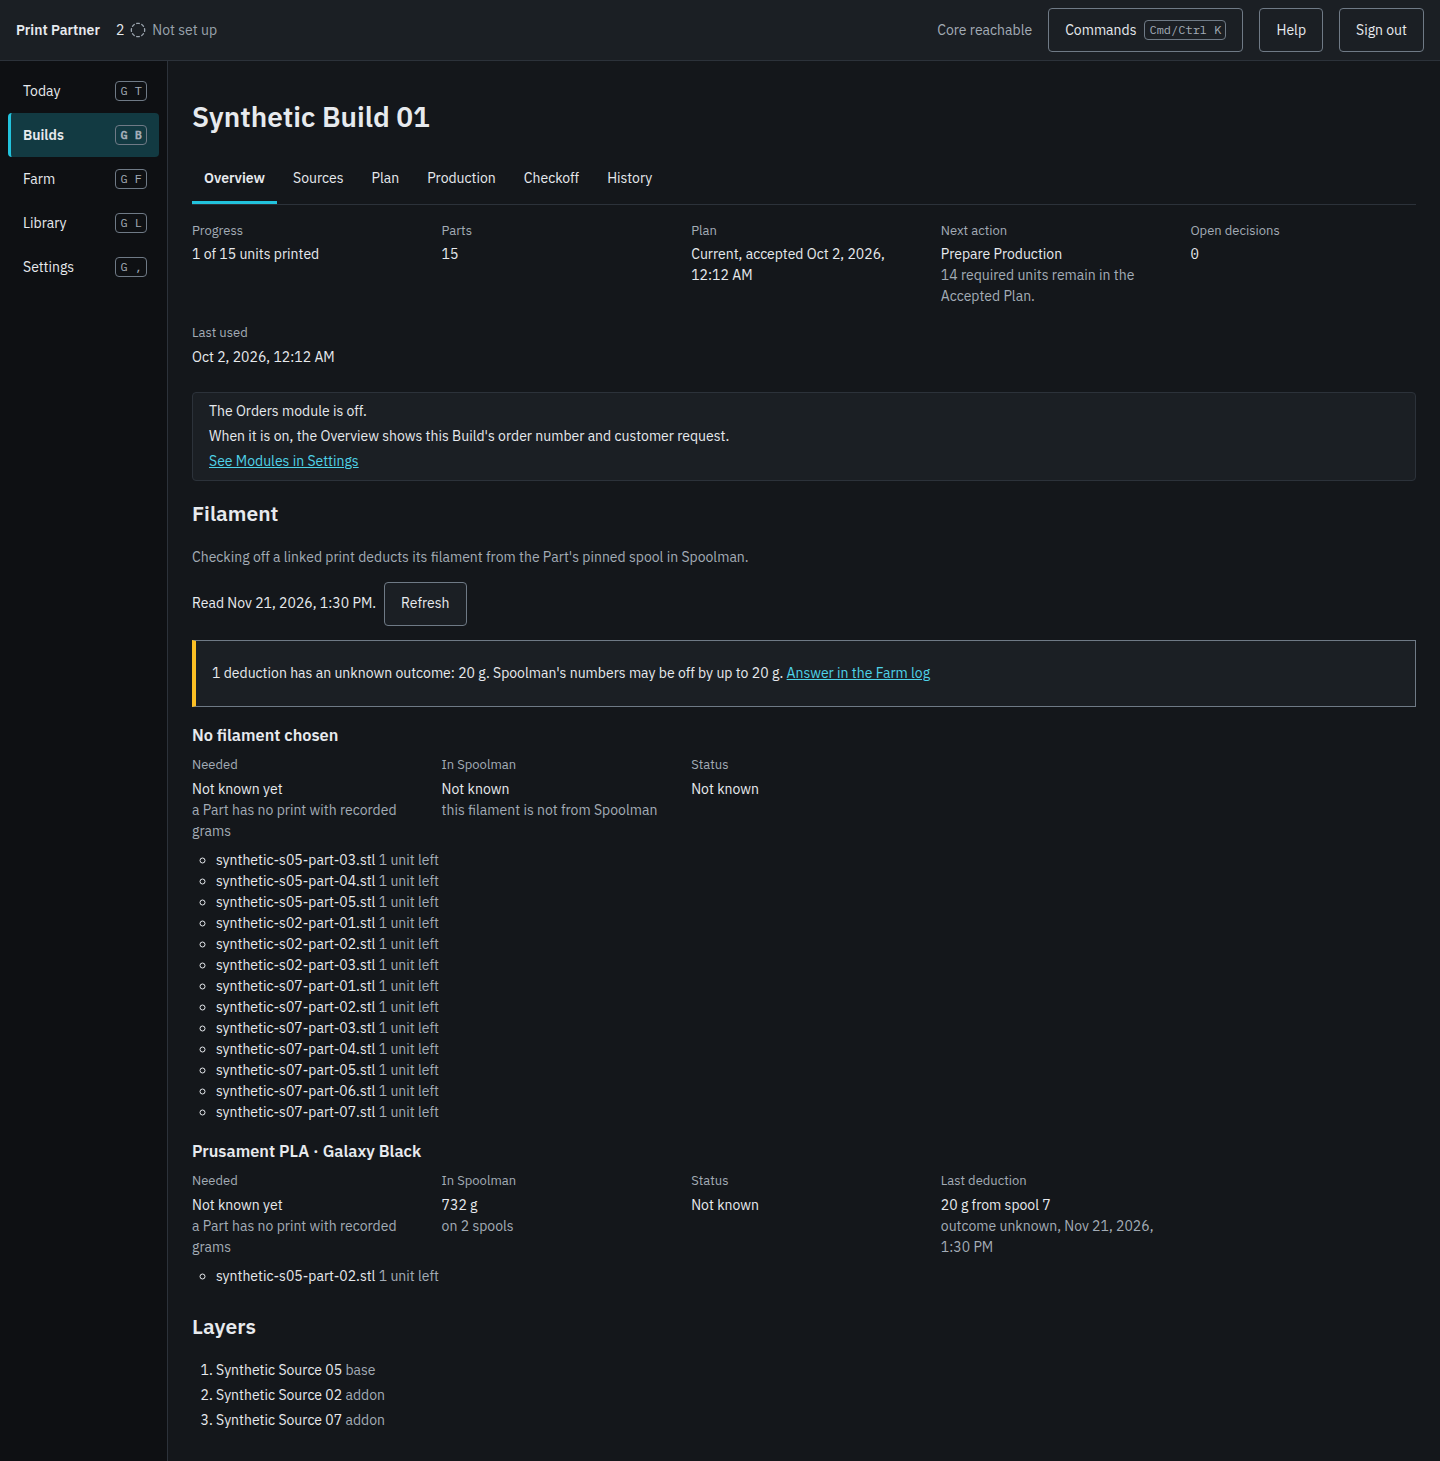 Print Partner 2 Not set up Core reachable Commands Cmd/Ctrl K Help Sign out
Today G T
Builds G B
Farm G F
Library G L
Settings G ,
Synthetic Build 01
Overview Sources Plan Production Checkoff History
Progress
1 of 15 units printed
Parts
15
Plan
Current, accepted Oct 2, 2026,
12:12 AM
Next action
Prepare Production
14 required units remain in the
Accepted Plan.
Open decisions
0
Last used
Oct 2, 2026, 12:12 AM
The Orders module is off.
When it is on, the Overview shows this Build's order number and customer request.
See Modules in Settings
Filament
Checking off a linked print deducts its filament from the Part's pinned spool in Spoolman.
Read Nov 21, 2026, 1:30 PM. Refresh
1 deduction has an unknown outcome: 20 g. Spoolman's numbers may be off by up to 20 g. Answer in the Farm log
No filament chosen
Needed
Not known yet
a Part has no print with recorded
grams
In Spoolman
Not known
this filament is not from Spoolman
Status
Not known
synthetic-s05-part-03.stl 1 unit left
synthetic-s05-part-04.stl 1 unit left
synthetic-s05-part-05.stl 1 unit left
synthetic-s02-part-01.stl 1 unit left
synthetic-s02-part-02.stl 1 unit left
synthetic-s02-part-03.stl 1 unit left
synthetic-s07-part-01.stl 1 unit left
synthetic-s07-part-02.stl 1 unit left
synthetic-s07-part-03.stl 1 unit left
synthetic-s07-part-04.stl 1 unit left
synthetic-s07-part-05.stl 1 unit left
synthetic-s07-part-06.stl 1 unit left
synthetic-s07-part-07.stl 1 unit left
Prusament PLA · Galaxy Black
Needed
Not known yet
a Part has no print with recorded
grams
In Spoolman
732 g
on 2 spools
Status
Not known
Last deduction
20 g from spool 7
outcome unknown, Nov 21, 2026,
1:30 PM
synthetic-s05-part-02.stl 1 unit left
Layers
1. Synthetic Source 05 base
2. Synthetic Source 02 addon
3. Synthetic Source 07 addon